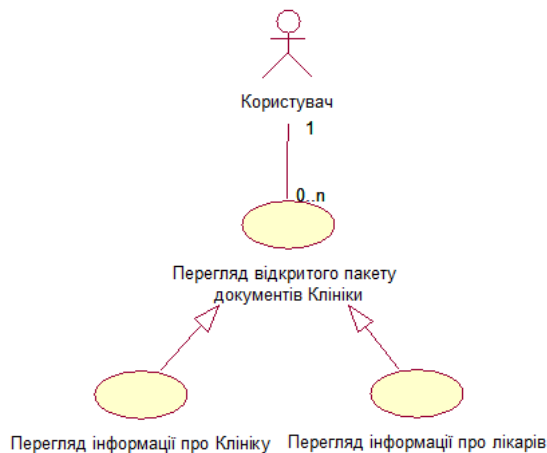 Користувач
1
0..n
Перегляд відкритого пакету
документів Клініки
Перегляд інформації про Клініку
Перегляд інформації про лікарів